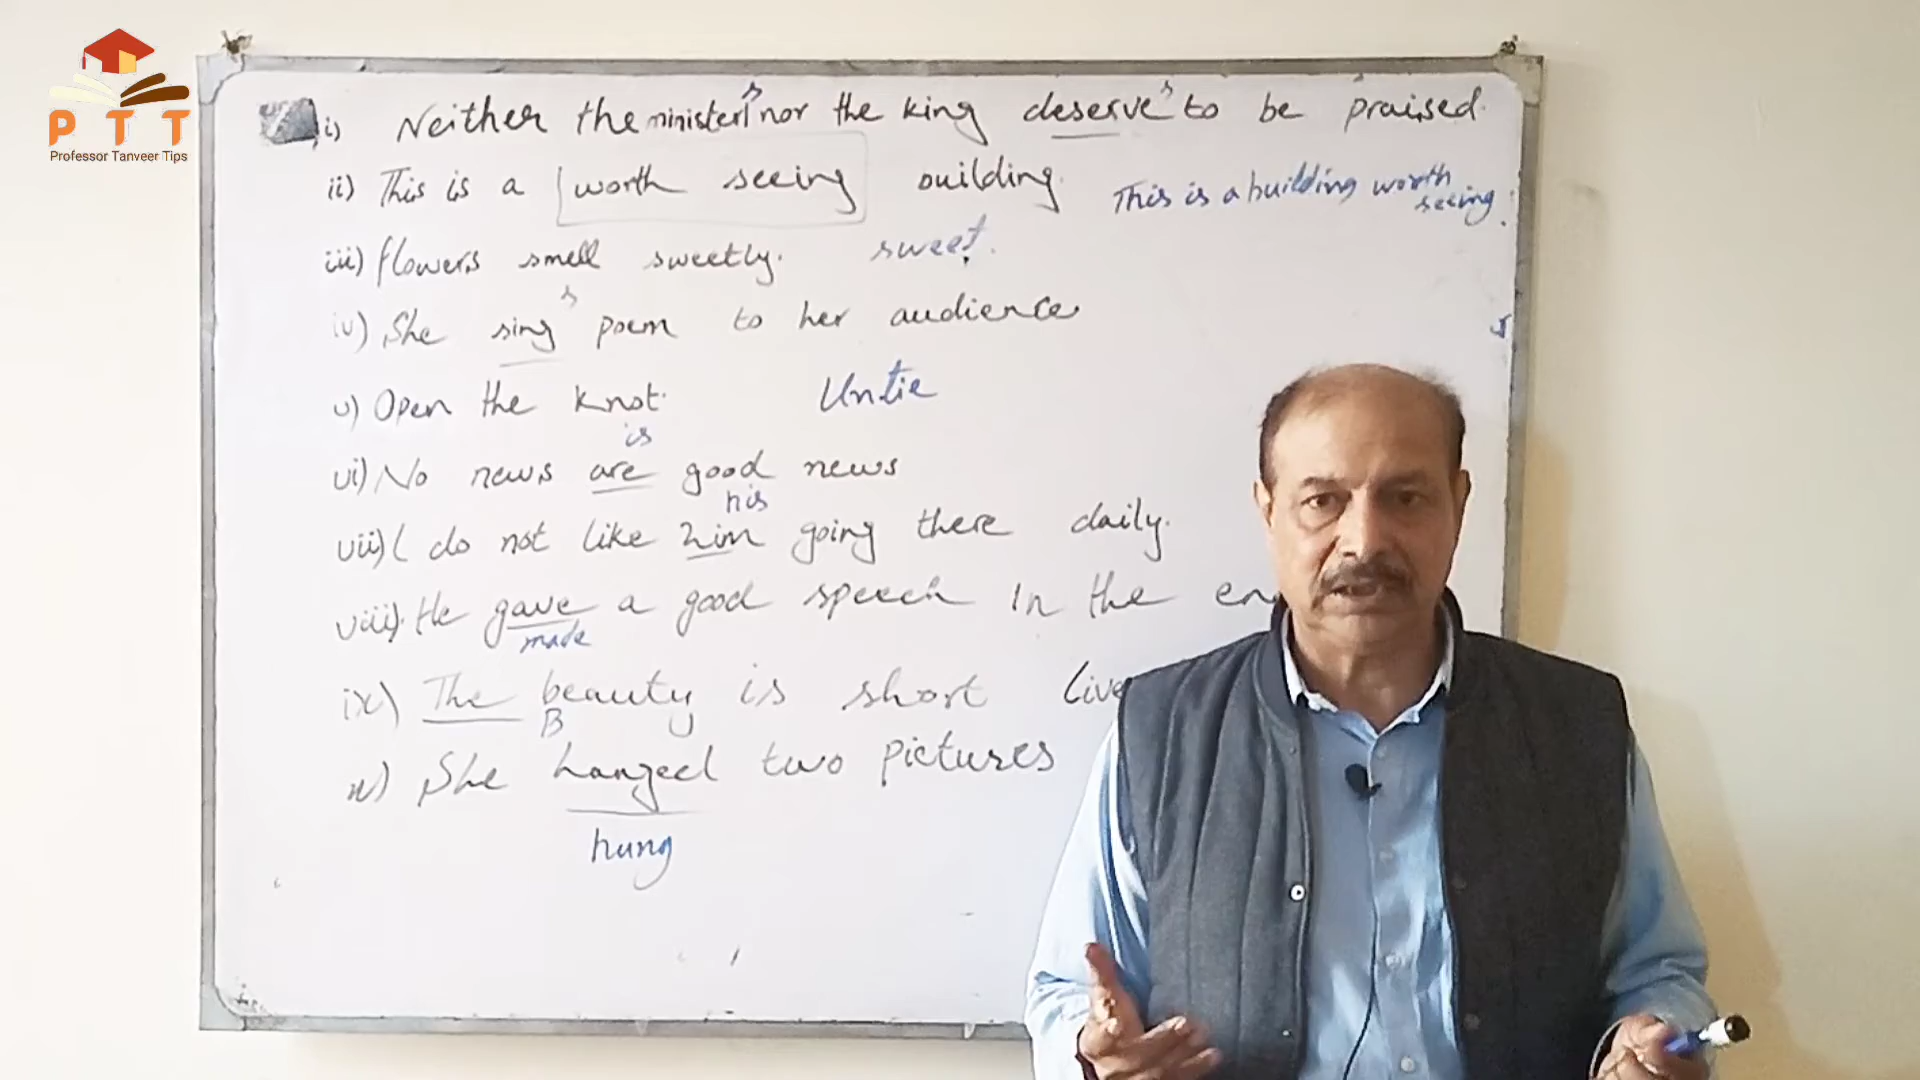 PTT
Professor Tanveer Tips
i) Neither the ministers nor the king deserve s to be praised.
ii) This is a worth seeing building. This is a building worth seeing.
iii) flowers smell sweetly. sweet.
iv) She sing s poem to her audience
v) Open the knot. Untie
is
vi) No news are good news
his
vii) I do not like him going there daily.
viii). He gave a good speech In the
made
ix) The beauty is short
B
x) She hanged two pictures
hung